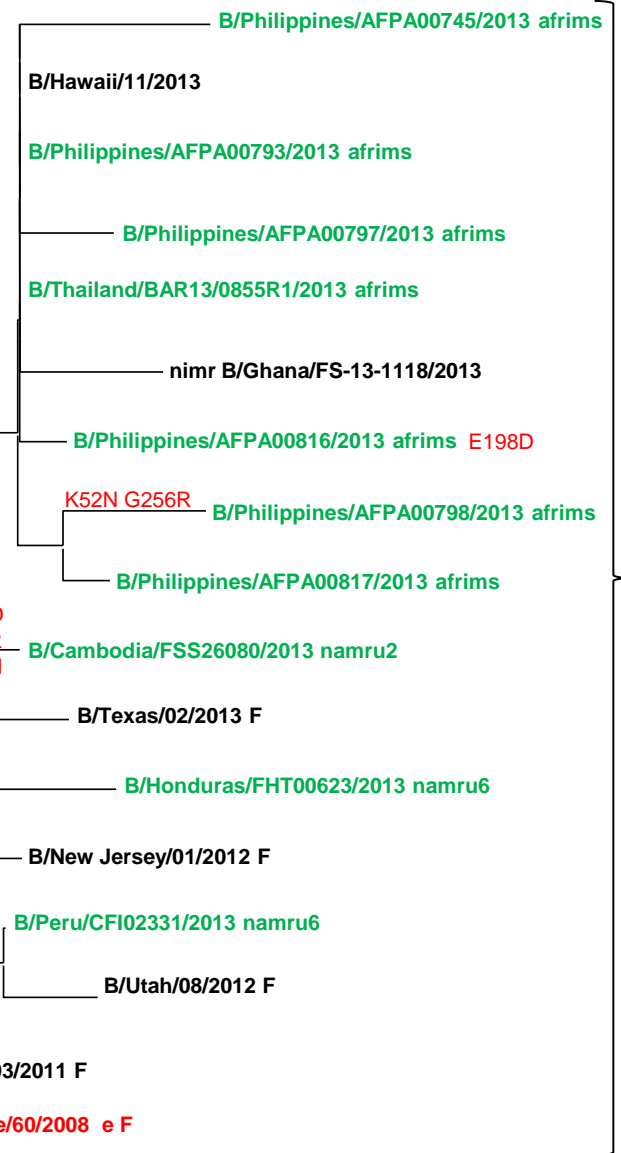 B/Philippines/AFPA00745/2013 afrims
B/Hawaii/11/2013
B/Philippines/AFPA00793/2013 afrims
B/Philippines/AFPA00797/2013 afrims
B/Thailand/BAR13/0855R1/2013 afrims
nimr B/Ghana/FS-13-1118/2013
B/Philippines/AFPA00816/2013 afrims E198D
K52N G256R
B/Philippines/AFPA00798/2013 afrims
B/Philippines/AFPA00817/2013 afrims
B/Cambodia/FSS26080/2013 namru2
B/Texas/02/2013 F
B/Honduras/FHT00623/2013 namru6
B/New Jersey/01/2012 F
B/Peru/CFI02331/2013 namru6
B/Utah/08/2012 F
03/2011 F
e/60/2008 e F